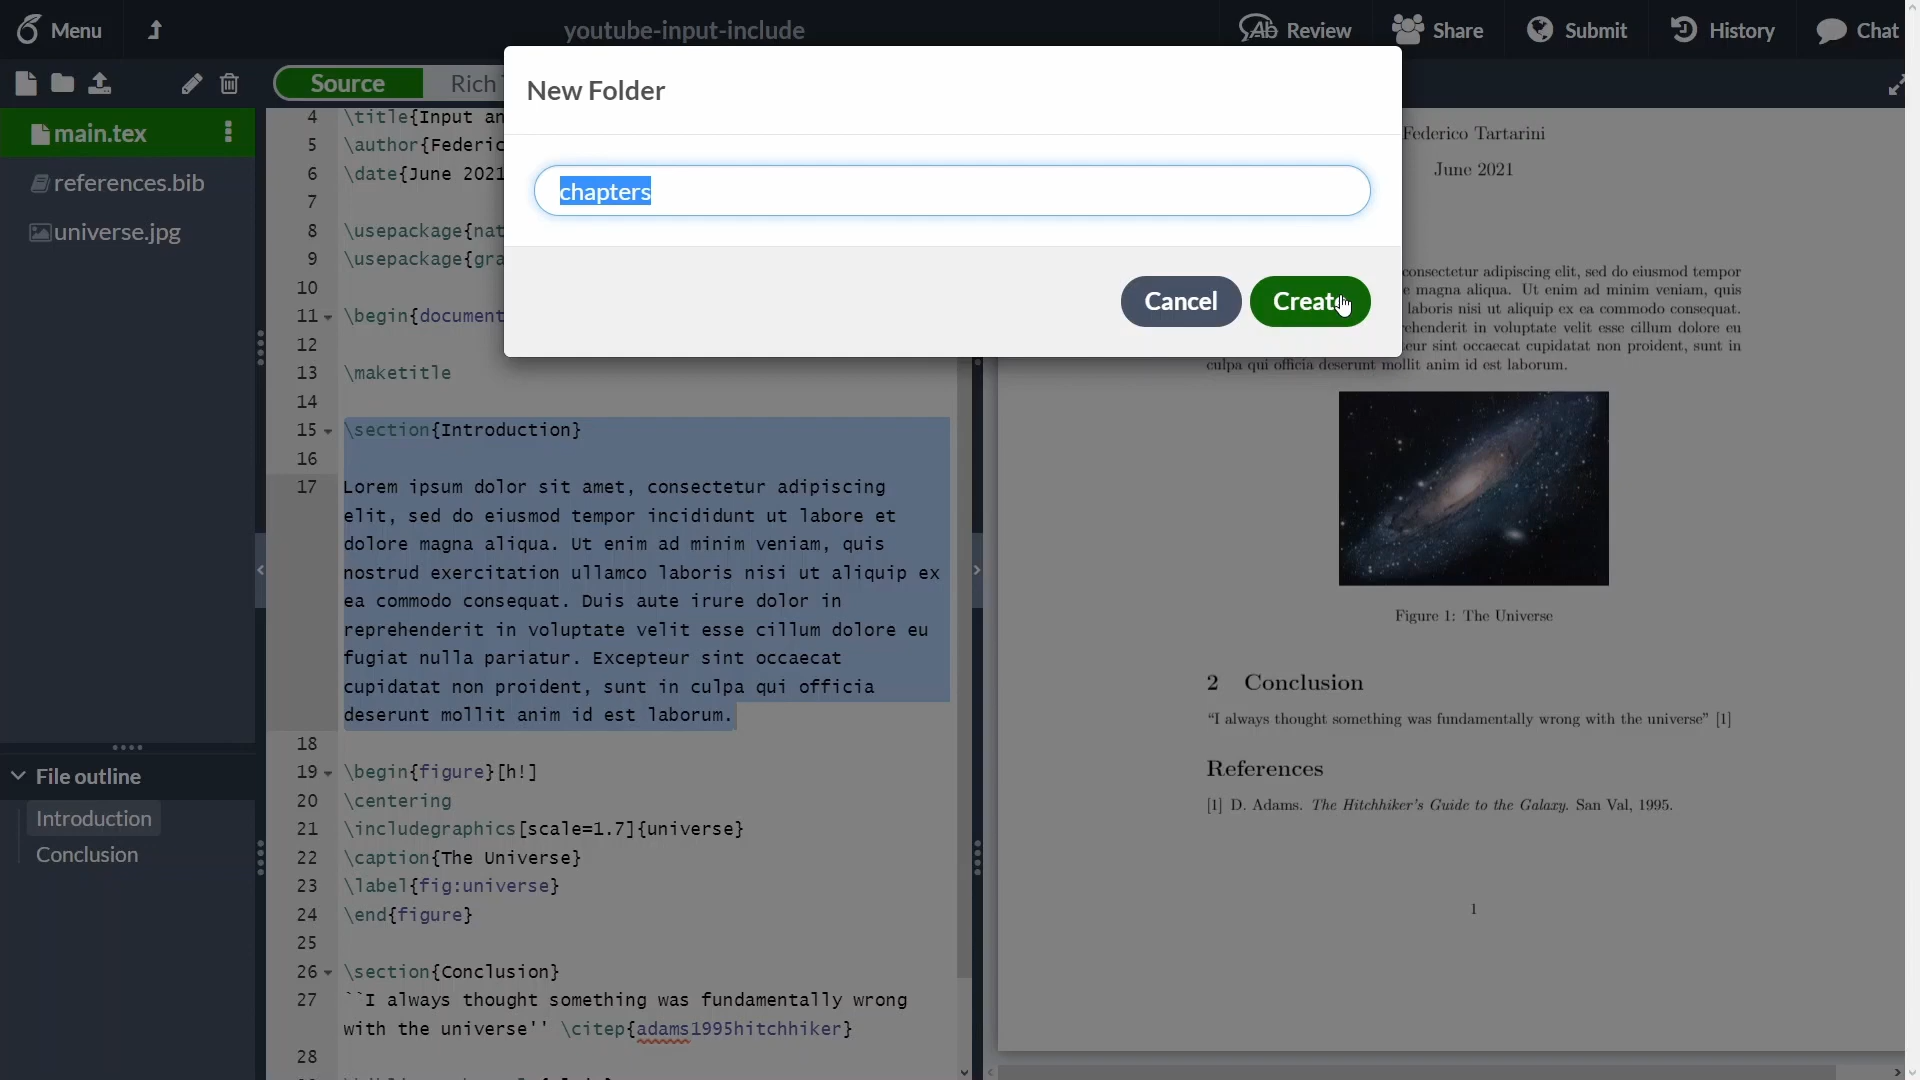 Menu
youtube-input-include
Review
Share
Submit
History
Chat
Source
Rich
main.tex
references.bib
universe.jpg
File outline
Introduction
Conclusion
New Folder
chapters
Cancel
Create
4 \title{Input an
5 \author{Federic
6 \date{June 2021
7
8 \usepackage{nat
9 \usepackage{gra
10
11 \begin{document
12
13 \maketitle
14
15 \section{Introduction}
16
17 Lorem ipsum dolor sit amet, consectetur adipiscing
elit, sed do eiusmod tempor incididunt ut labore et
dolore magna aliqua. Ut enim ad minim veniam, quis
nostrud exercitation ullamco laboris nisi ut aliquip ex
ea commodo consequat. Duis aute irure dolor in
reprehenderit in voluptate velit esse cillum dolore eu
fugiat nulla pariatur. Excepteur sint occaecat
cupidatat non proident, sunt in culpa qui officia
deserunt mollit anim id est laborum.
18
19 \begin{figure}[h!]
20 \centering
21 \includegraphics[scale=1.7]{universe}
22 \caption{The Universe}
23 \label{fig:universe}
24 \end{figure}
25
26 \section{Conclusion}
27 ``I always thought something was fundamentally wrong
with the universe'' \citep{adams1995hitchhiker}
28
Federico Tartarini
June 2021
consectetur adipiscing elit, sed do eiusmod tempor
e magna aliqua. Ut enim ad minim veniam, quis
laboris nisi ut aliquip ex ea commodo consequat.
ehenderit in voluptate velit esse cillum dolore eu
eur sint occaecat cupidatat non proident, sunt in
culpa qui officia deserunt mollit anim id est laborum.
Figure 1: The Universe
2 Conclusion
“I always thought something was fundamentally wrong with the universe” [1]
References
[1] D. Adams. The Hitchhiker's Guide to the Galaxy. San Val, 1995.
1